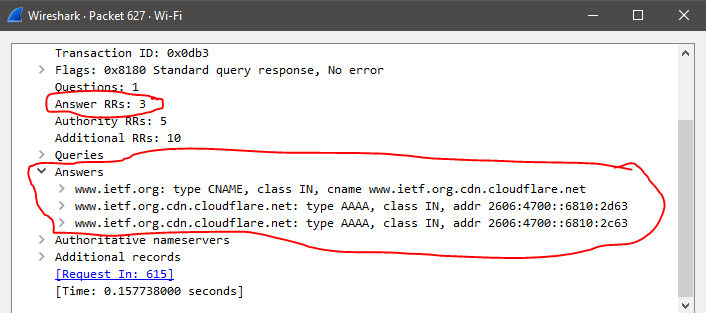 Wireshark · Packet 627 · Wi-Fi
Transaction ID: 0x0db3
Flags: 0x8180 Standard query response, No error
Questions: 1
Answer RRs: 3
Authority RRs: 5
Additional RRs: 10
Queries
Answers
www.ietf.org: type CNAME, class IN, cname www.ietf.org.cdn.cloudflare.net
www.ietf.org.cdn.cloudflare.net: type AAAA, class IN, addr 2606:4700::6810:2d63
www.ietf.org.cdn.cloudflare.net: type AAAA, class IN, addr 2606:4700::6810:2c63
Authoritative nameservers
Additional records
[Request In: 615]
[Time: 0.157738000 seconds]